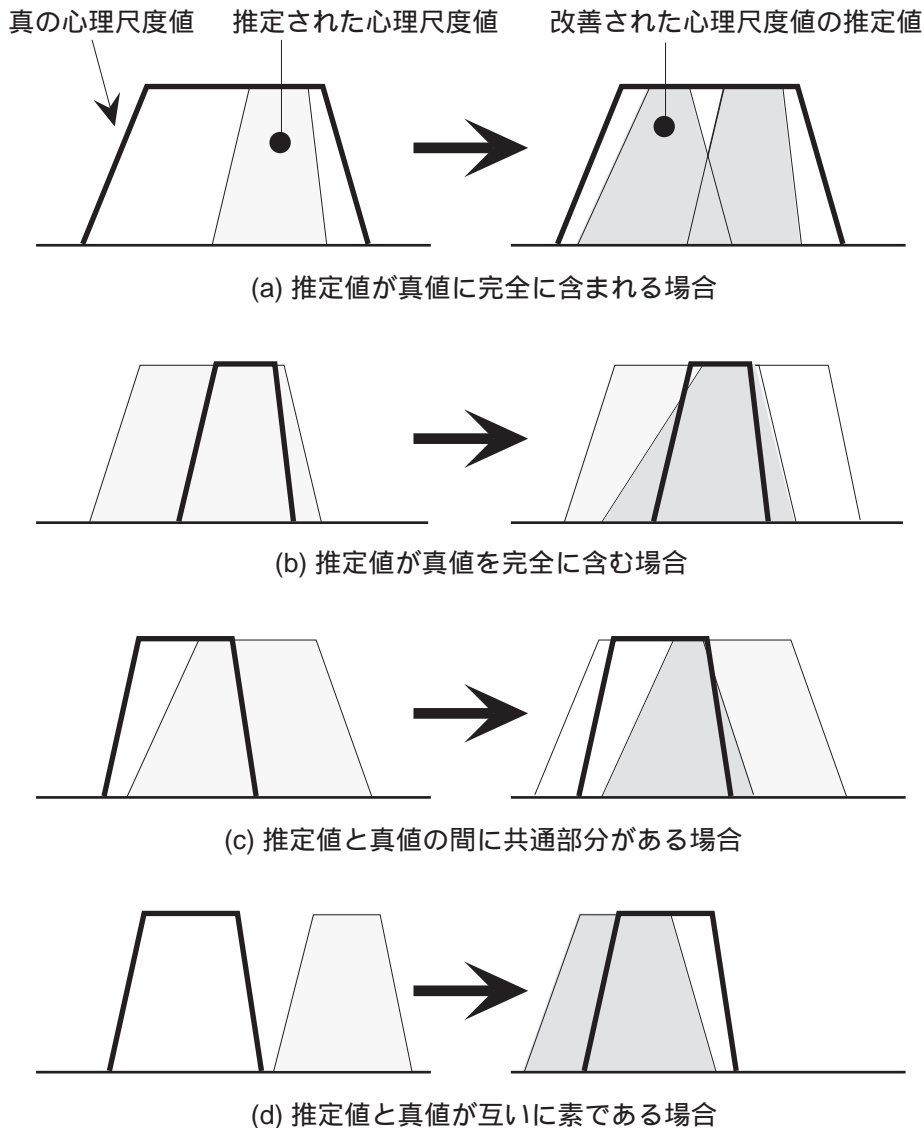 真の心理尺度値 推定された心理尺度値 改善された心理尺度値の推定値
(a) 推定値が真値に完全に含まれる場合
(b) 推定値が真値を完全に含む場合
(c) 推定値と真値の間に共通部分がある場合
(d) 推定値と真値が互いに素である場合